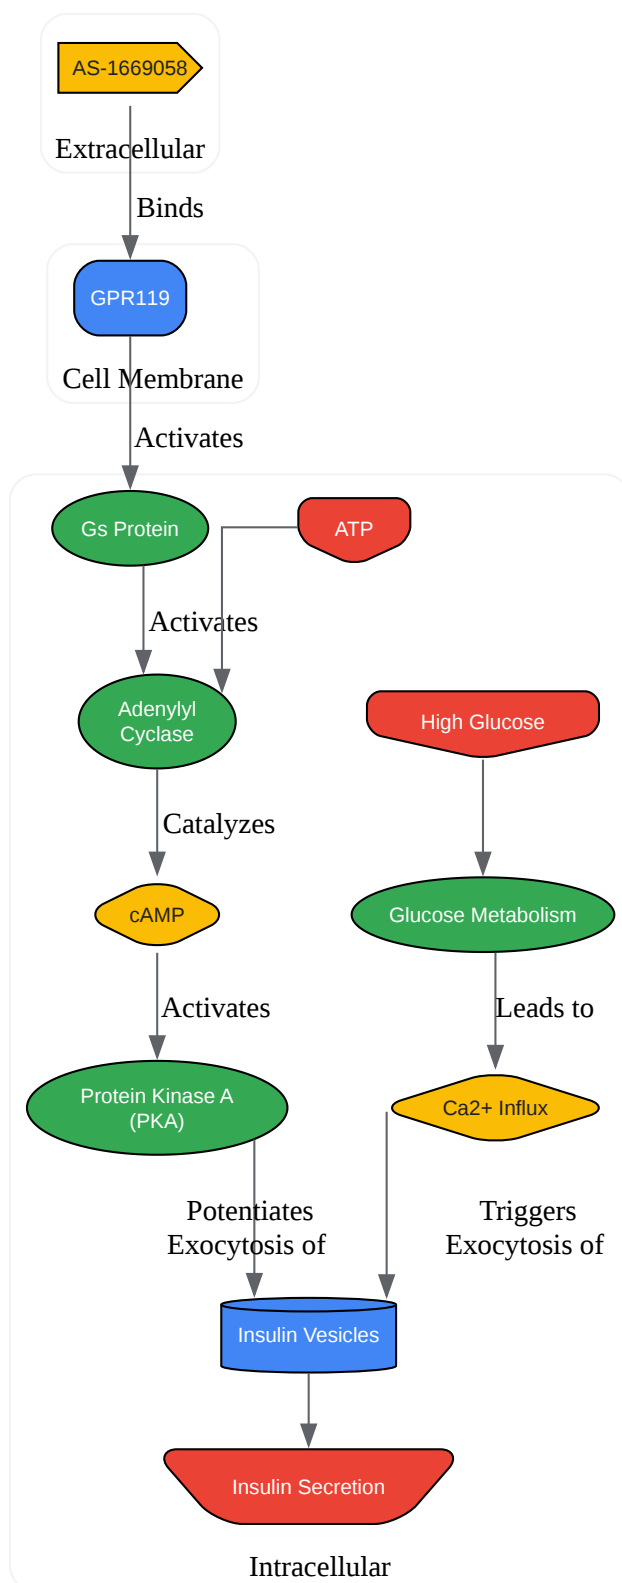 AS-1669058
Extracellular
Binds
GPR119
Cell Membrane
Activates
Gs Protein
ATP
Activates
Adenylyl
Cyclase
High Glucose
Catalyzes
cAMP
Glucose Metabolism
Activates
Leads to
Protein Kinase A
(PKA)
Ca2+ Influx
Potentiates
Exocytosis of
Triggers
Exocytosis of
Insulin Vesicles
Insulin Secretion
Intracellular